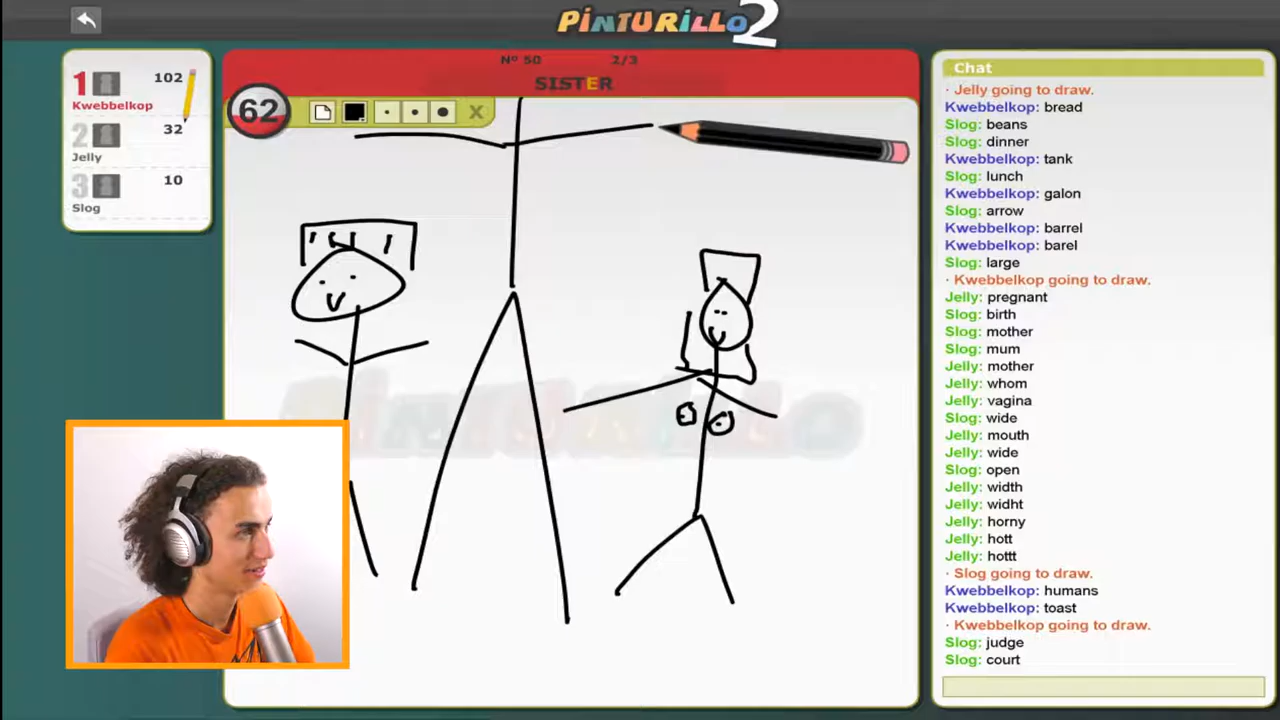 PINTURILLO 2
1
102
Kwebbelkop
2
32
Jelly
3
10
Slog
Nº 50 2/3
SISTER
62
X
Chat
· Jelly going to draw.
Kwebbelkop: bread
Slog: beans
Slog: dinner
Kwebbelkop: tank
Slog: lunch
Kwebbelkop: galon
Slog: arrow
Kwebbelkop: barrel
Kwebbelkop: barel
Slog: large
· Kwebbelkop going to draw.
Jelly: pregnant
Slog: birth
Slog: mother
Slog: mum
Jelly: mother
Jelly: whom
Jelly: vagina
Slog: wide
Jelly: mouth
Jelly: wide
Slog: open
Jelly: width
Jelly: widht
Jelly: horny
Jelly: hott
Jelly: hottt
· Slog going to draw.
Kwebbelkop: humans
Kwebbelkop: toast
· Kwebbelkop going to draw.
Slog: judge
Slog: court